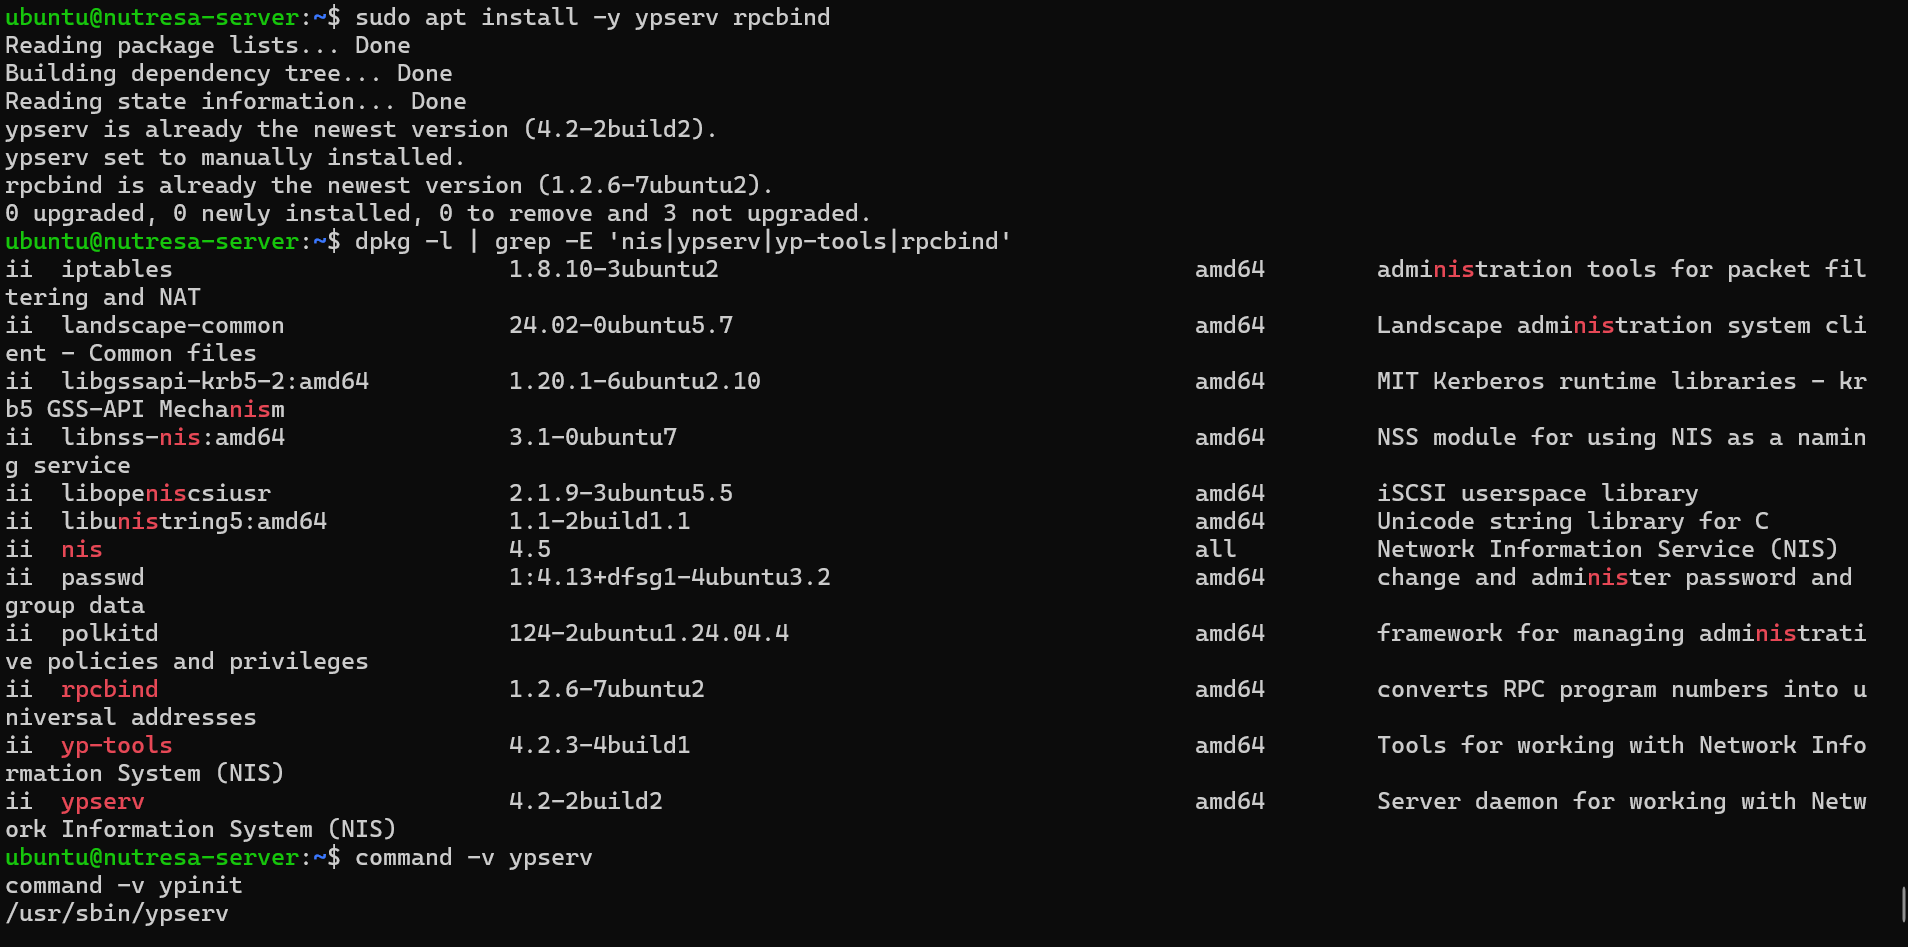 ubuntu@nutresa-server:~$ sudo apt install -y ypserv rpcbind
Reading package lists... Done
Building dependency tree... Done
Reading state information... Done
ypserv is already the newest version (4.2-2build2).
ypserv set to manually installed.
rpcbind is already the newest version (1.2.6-7ubuntu2).
0 upgraded, 0 newly installed, 0 to remove and 3 not upgraded.
ubuntu@nutresa-server:~$ dpkg -l | grep -E 'nis|ypserv|yp-tools|rpcbind'
ii  iptables                        1.8.10-3ubuntu2                                  amd64        administration tools for packet fil
tering and NAT
ii  landscape-common                24.02-0ubuntu5.7                                 amd64        Landscape administration system cli
ent - Common files
ii  libgssapi-krb5-2:amd64          1.20.1-6ubuntu2.10                               amd64        MIT Kerberos runtime libraries - kr
b5 GSS-API Mechanism
ii  libnss-nis:amd64                3.1-0ubuntu7                                     amd64        NSS module for using NIS as a namin
g service
ii  libopeniscsiusr                 2.1.9-3ubuntu5.5                                 amd64        iSCSI userspace library
ii  libunistring5:amd64             1.1-2build1.1                                    amd64        Unicode string library for C
ii  nis                             4.5                                              all          Network Information Service (NIS)
ii  passwd                          1:4.13+dfsg1-4ubuntu3.2                          amd64        change and administer password and
group data
ii  polkitd                         124-2ubuntu1.24.04.4                             amd64        framework for managing administrati
ve policies and privileges
ii  rpcbind                         1.2.6-7ubuntu2                                   amd64        converts RPC program numbers into u
niversal addresses
ii  yp-tools                        4.2.3-4build1                                    amd64        Tools for working with Network Info
rmation System (NIS)
ii  ypserv                          4.2-2build2                                      amd64        Server daemon for working with Netw
ork Information System (NIS)
ubuntu@nutresa-server:~$ command -v ypserv
command -v ypinit
/usr/sbin/ypserv